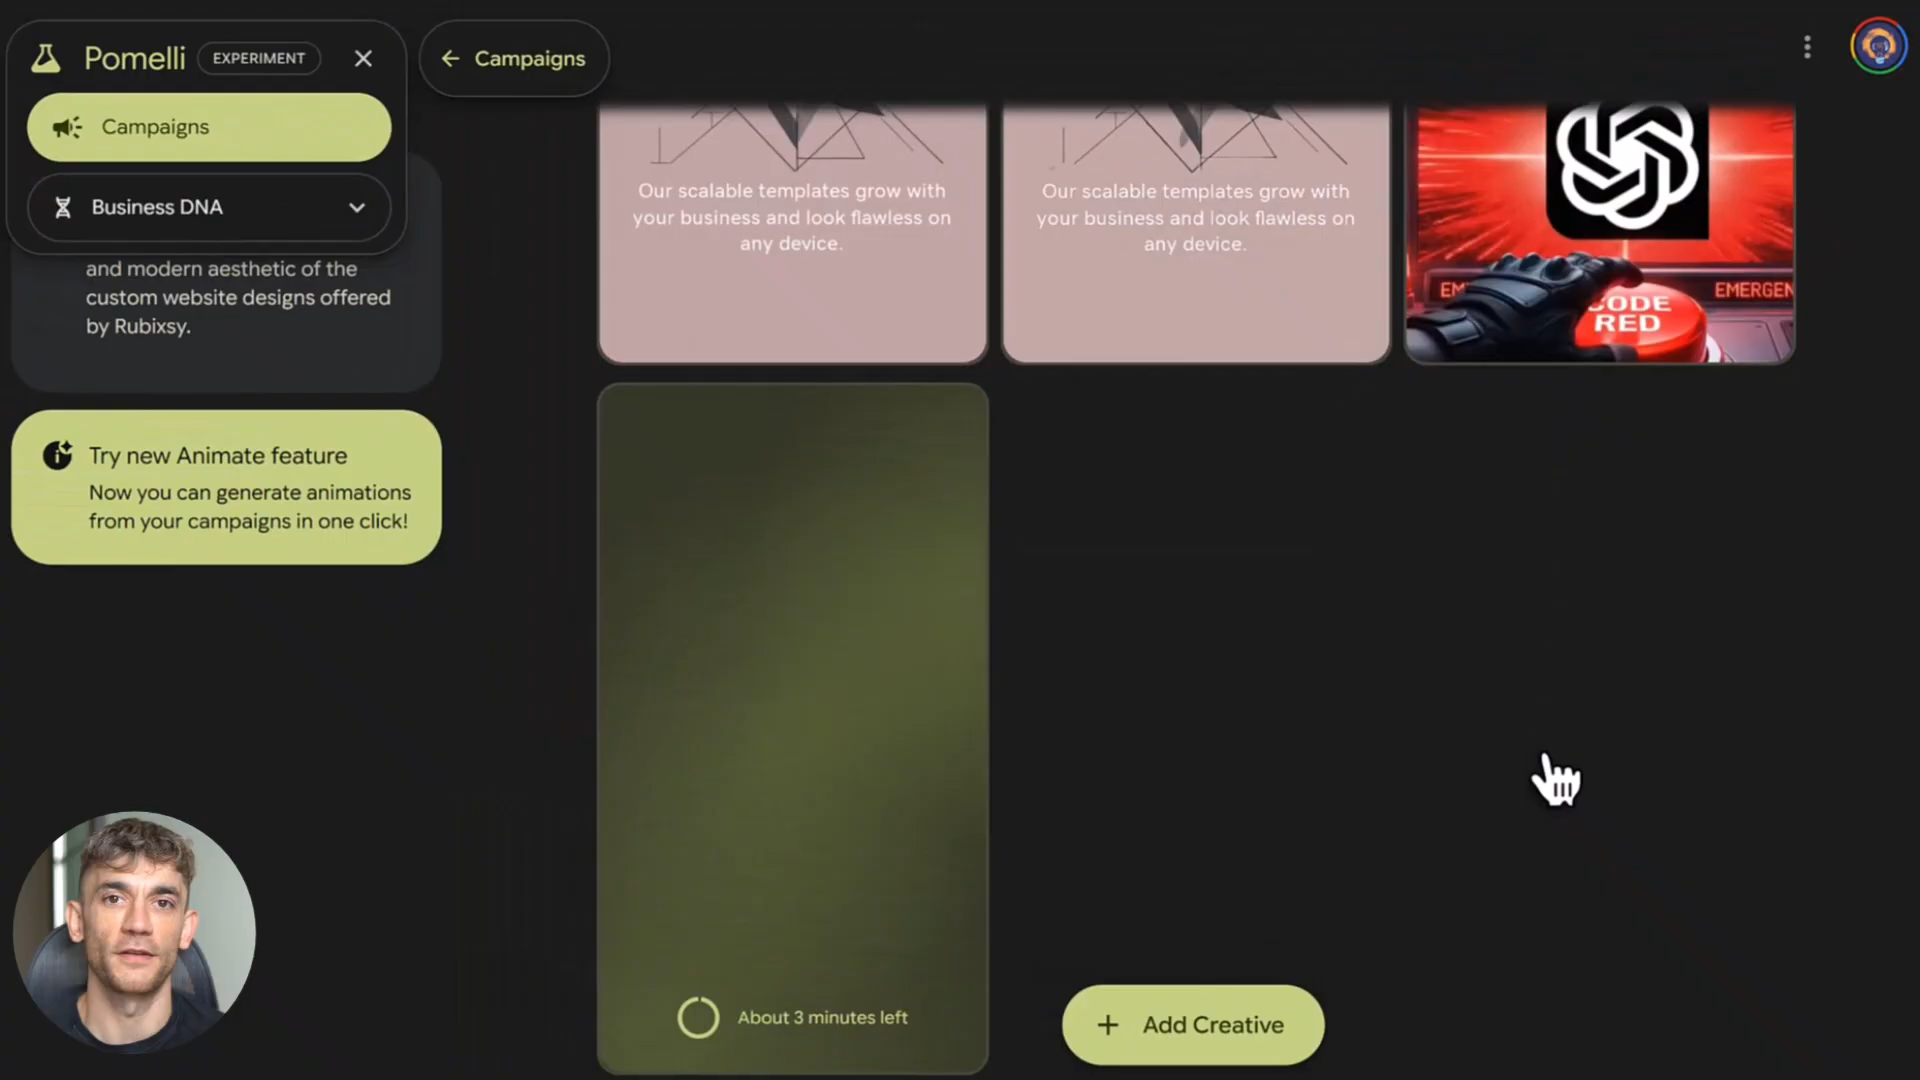 Pomelli
EXPERIMENT
Campaigns
Campaigns
Business DNA
and modern aesthetic of the
custom website designs offered
by Rubixsy.
Try new Animate feature
Now you can generate animations
from your campaigns in one click!
Our scalable templates grow with
your business and look flawless on
any device.
Our scalable templates grow with
your business and look flawless on
any device.
EM
EMERGEN
CODE
RED
About 3 minutes left
+ Add Creative